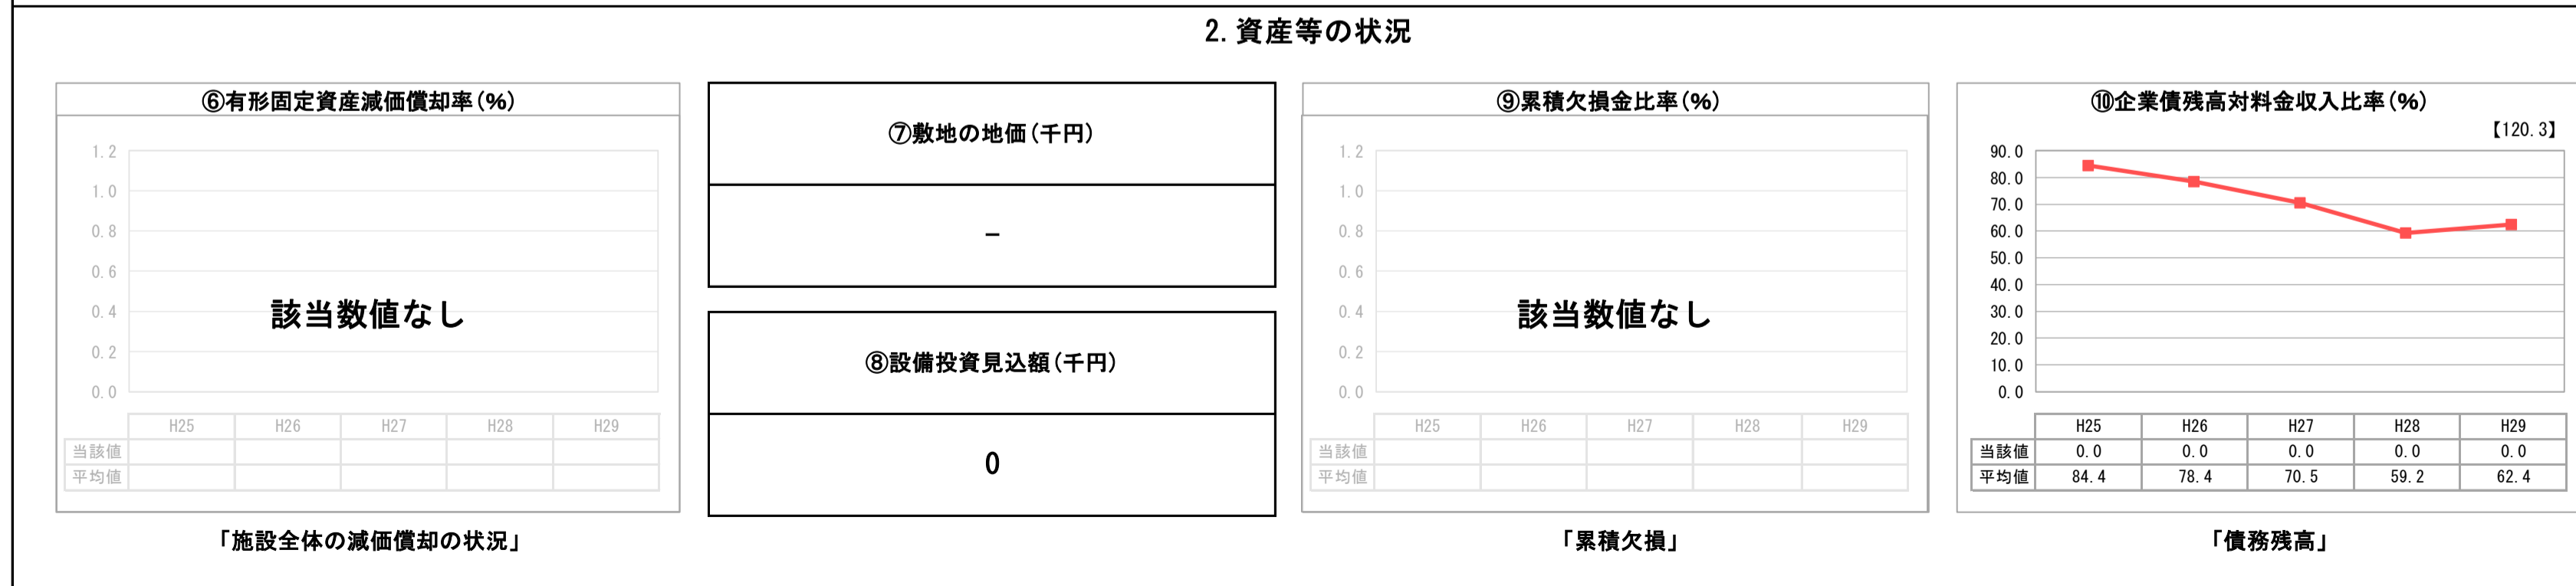 2.資産等の状況
⑥有形固定資産減価償却率(%)
1.2
1.0
0.8
0.6
0.4
0.2
0.0
該当数値なし
H25 H26 H27 H28 H29
当該値
平均値
「施設全体の減価償却の状況」
⑦敷地の地価(千円)
－
⑧設備投資見込額(千円)
0
⑨累積欠損金比率(%)
1.2
1.0
0.8
0.6
0.4
0.2
0.0
該当数値なし
H25 H26 H27 H28 H29
当該値
平均値
「累積欠損」
⑩企業債残高対料金収入比率(%)
【120.3】
90.0
80.0
70.0
60.0
50.0
40.0
30.0
20.0
10.0
0.0
H25 H26 H27 H28 H29
当該値 0.0 0.0 0.0 0.0 0.0
平均値 84.4 78.4 70.5 59.2 62.4
「債務残高」